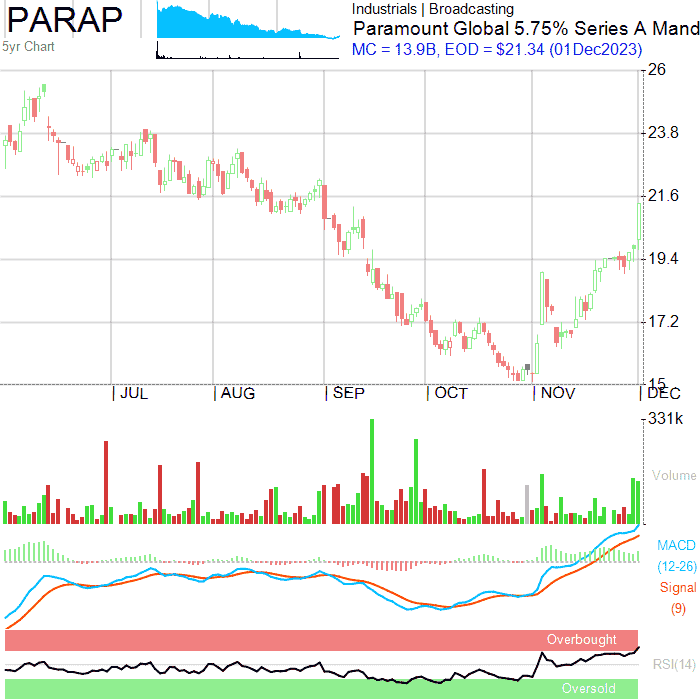 PARAP
5yr Chart
Industrials | Broadcasting
Paramount Global 5.75% Series A Mand
MC = 13.9B, EOD = $21.34 (01Dec2023)
26
23.8
21.6
19.4
17.2
15
| JUL | AUG | SEP | OCT | NOV | DEC
331k
Volume
MACD
(12-26)
Signal
(9)
Overbought
RSI(14)
Oversold